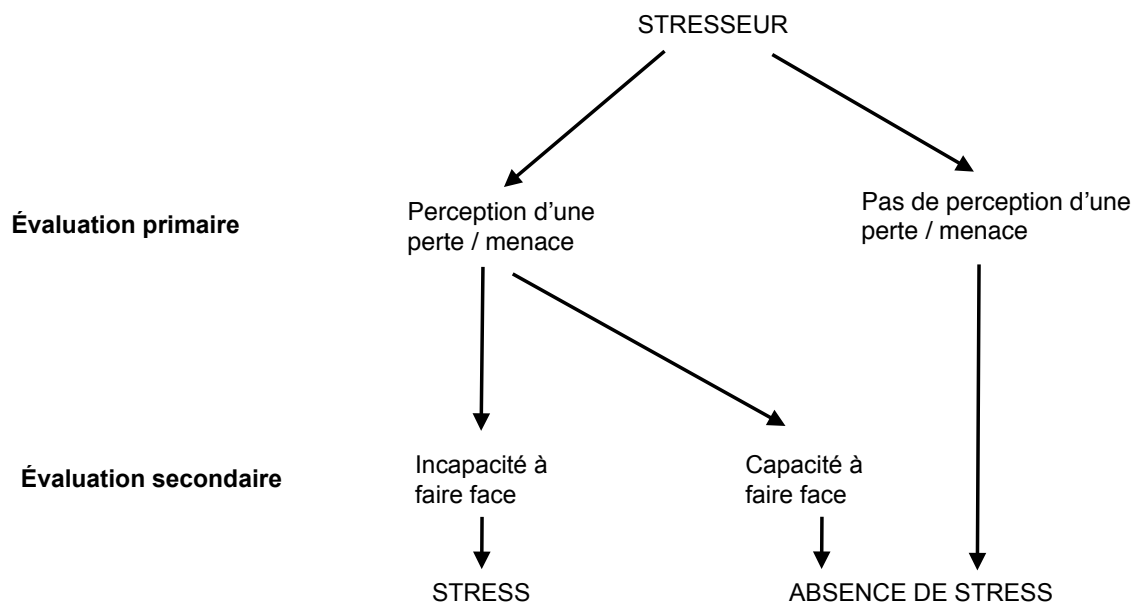 STRESSEUR
Évaluation primaire
Perception d’une
perte / menace
Pas de perception d’une
perte / menace
Évaluation secondaire
Incapacité à
faire face
Capacité à
faire face
STRESS
ABSENCE DE STRESS